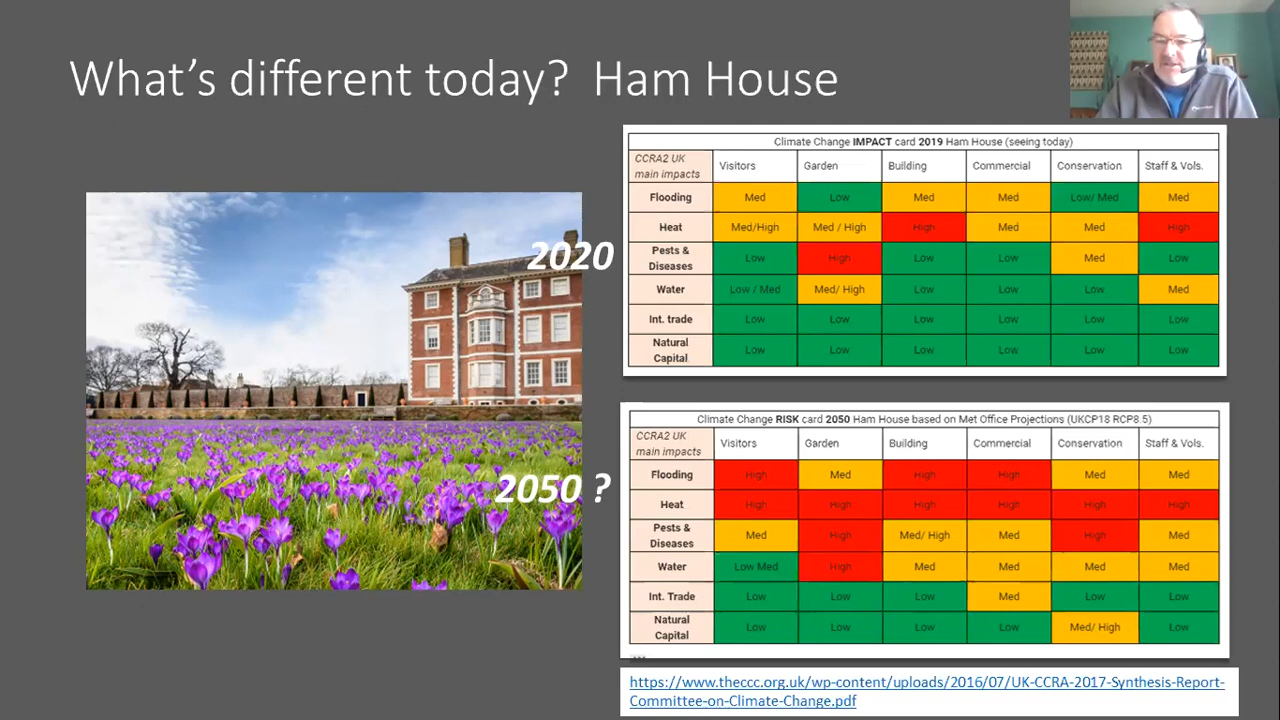 What's different today?  Ham House
2020
2050 ?
Climate Change IMPACT card 2019 Ham House (seeing today)
CCRA2 UK main impacts Visitors Garden Building Commercial Conservation Staff & Vols.
Flooding Med Low Med Med Low/ Med Med
Heat Med/High Med / High High Med Med High
Pests & Diseases Low High Low Low Med Low
Water Low / Med Med/ High Low Low Low Med
Int. trade Low Low Low Low Low Low
Natural Capital Low Low Low Low Low Low
Climate Change RISK card 2050 Ham House based on Met Office Projections (UKCP18 RCP8.5)
CCRA2 UK main impacts Visitors Garden Building Commercial Conservation Staff & Vols.
Flooding High Med High High Med Med
Heat High High High High High High
Pests & Diseases Med High Med/ High Med High Med
Water Low Med High Med Med Med Med
Int. Trade Low Low Low Med Low Low
Natural Capital Low Low Low Low Med/ High Low
https://www.theccc.org.uk/wp-content/uploads/2016/07/UK-CCRA-2017-Synthesis-Report-
Committee-on-Climate-Change.pdf